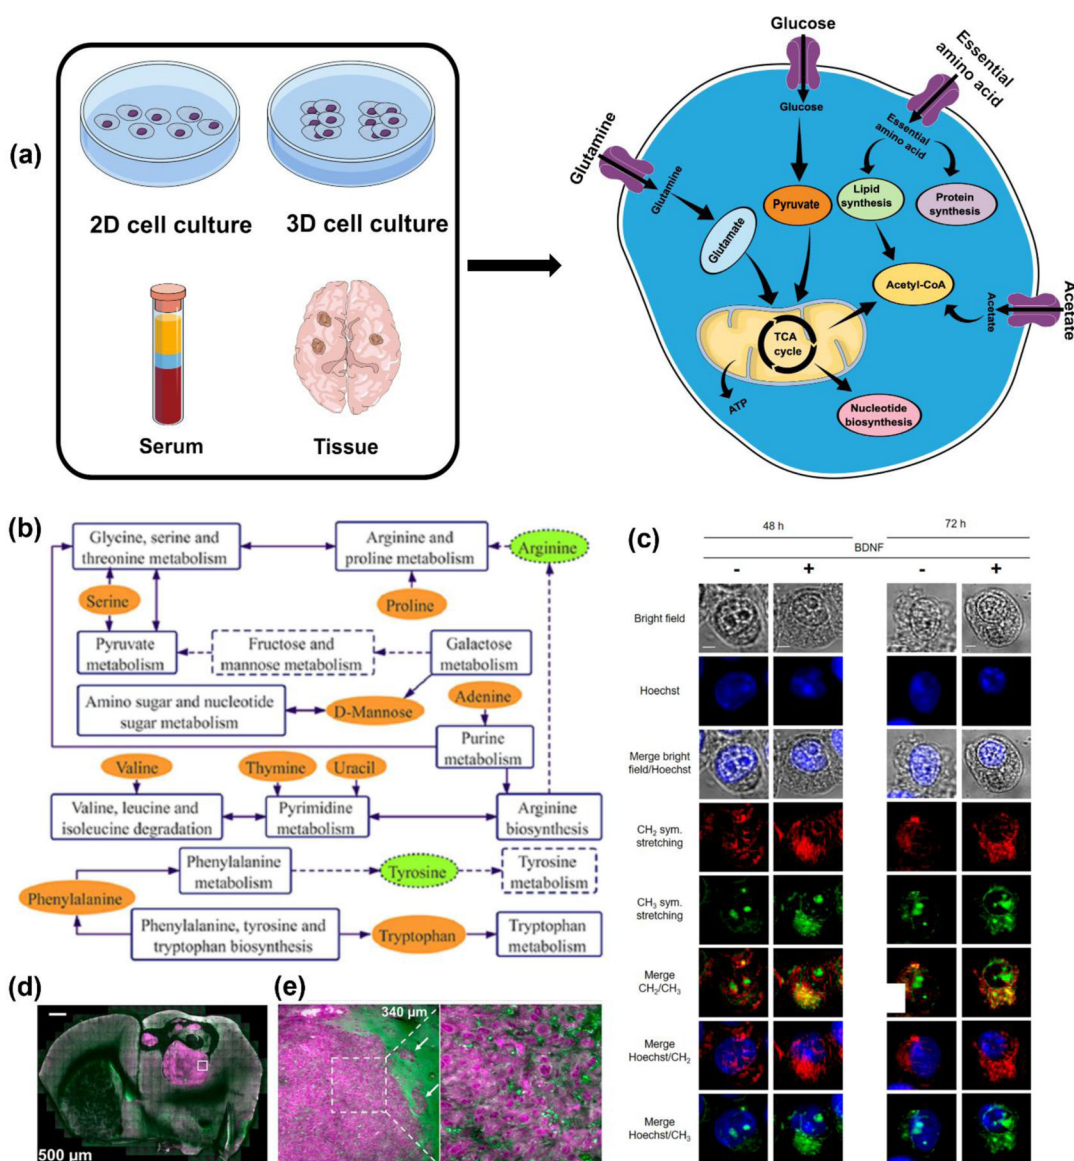 (a)
2D cell culture
3D cell culture
Serum
Tissue
Glucose
Glucose
Essential
amino acid
Essential
amino acid
Glutamine
Glutamine
Glutamate
Pyruvate
Lipid
synthesis
Protein
synthesis
Acetyl-CoA
Acetate
Acetate
TCA
cycle
ATP
Nucleotide
biosynthesis
(b)
Glycine, serine and
threonine metabolism
Arginine and
proline metabolism
Arginine
Serine
Proline
Pyruvate
metabolism
Fructose and
mannose metabolism
Galactose
metabolism
Amino sugar and nucleotide
sugar metabolism
D-Mannose
Adenine
Purine
metabolism
Valine
Thymine
Uracil
Valine, leucine and
isoleucine degradation
Pyrimidine
metabolism
Arginine
biosynthesis
Phenylalanine
metabolism
Tyrosine
Tyrosine
metabolism
Phenylalanine
Phenylalanine, tyrosine and
tryptophan biosynthesis
Tryptophan
Tryptophan
metabolism
(c)
48 h
72 h
BDNF
- + - +
Bright field
Hoechst
Merge bright
field/Hoechst
CH2 sym.
stretching
CH3 sym.
stretching
Merge
CH2/CH3
Merge
Hoechst/CH2
Merge
Hoechst/CH3
(d)
500 µm
(e)
340 µm